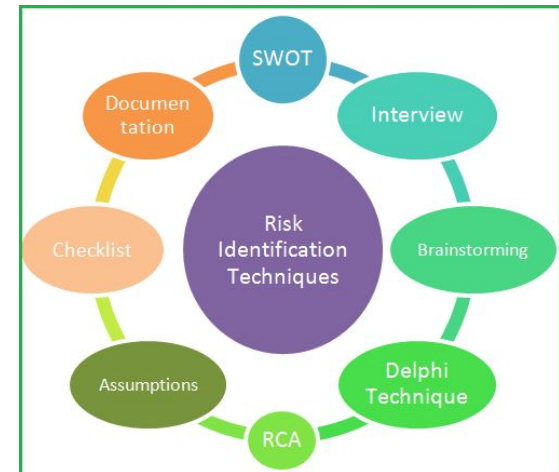 SWOT
Interview
Brainstorming
Delphi
Technique
RCA
Assumptions
Checklist
Documen
tation
Risk
Identification
Techniques